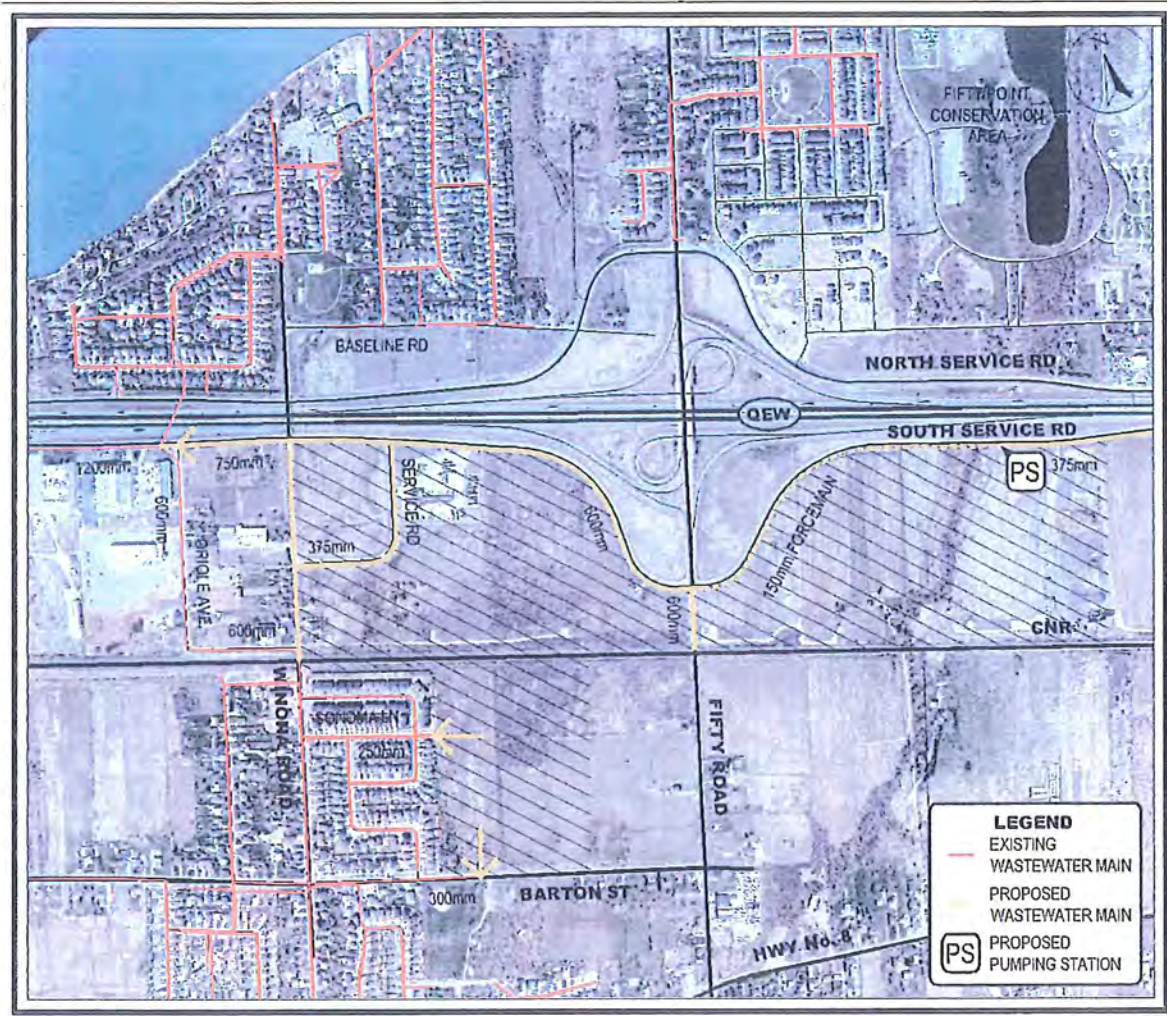 FIFTY POINT
CONSERVATION
AREA
BASELINE RD
NORTH SERVICE RD
QEW
SOUTH SERVICE RD
1200mm
750mm
PS
375mm
600mm
SERVICE RD
600mm
150mm FORCEMAIN
ORIOLE AVE
375mm
600mm
600mm
CNR
WINONA ROAD
SONOMA LN
250mm
FIFTY ROAD
300mm
BARTON ST
HWY No. 8
LEGEND
EXISTING
WASTEWATER MAIN
PROPOSED
WASTEWATER MAIN
PS
PROPOSED
PUMPING STATION